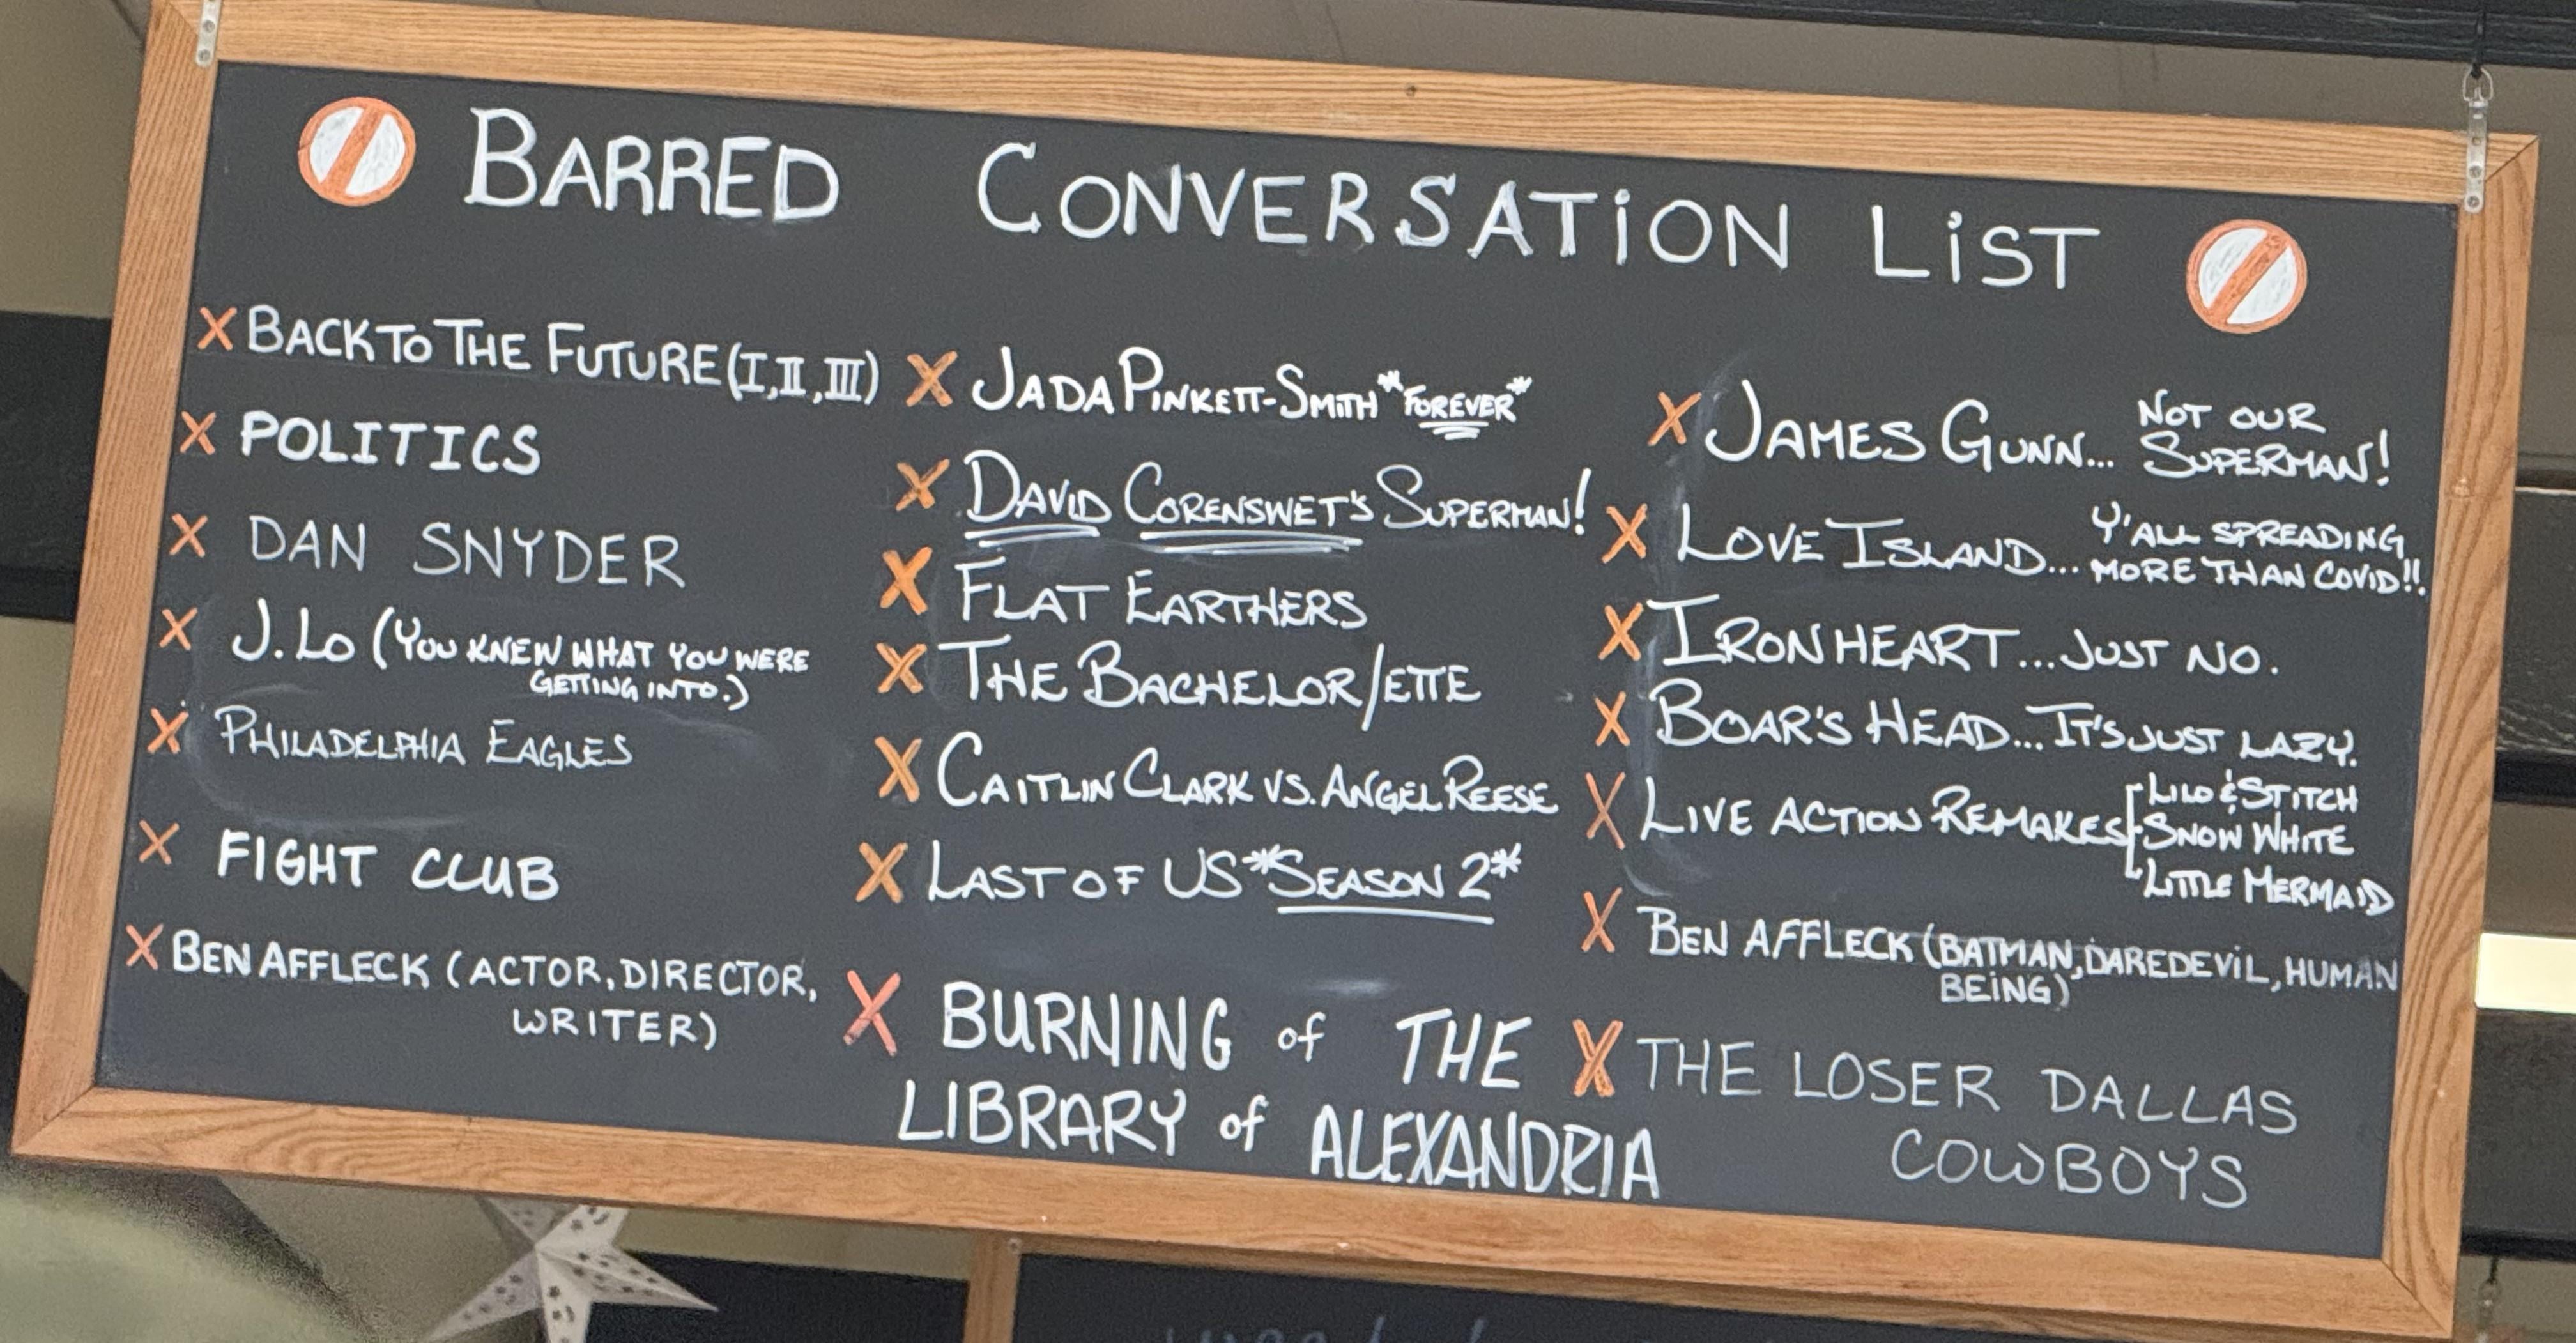 BARRED CONVERSATION LIST
X BACK TO THE FUTURE (I, II, III)
X POLITICS
X DAN SNYDER
X J. LO (YOU KNEW WHAT YOU WERE
GETTING INTO.)
X PHILADELPHIA EAGLES
X FIGHT CLUB
X BEN AFFLECK (ACTOR, DIRECTOR,
WRITER)
X JADA PINKETT-SMITH *FOREVER*
X DAVID CORENSWET'S SUPERMAN!
X FLAT EARTHERS
X THE BACHELOR/ETTE
X CAITLIN CLARK VS. ANGEL REESE
X LAST OF US *SEASON 2*
X BURNING of THE
LIBRARY of ALEXANDRIA
X JAMES GUNN... NOT OUR
SUPERMAN!
X LOVE ISLAND... Y'ALL SPREADING
MORE THAN COVID!!
X IRONHEART... JUST NO.
X BOAR'S HEAD... IT'S JUST LAZY.
X LIVE ACTION REMAKES
LILO & STITCH
SNOW WHITE
LITTLE MERMAID
X BEN AFFLECK (BATMAN, DAREDEVIL, HUMAN
BEING)
X THE LOSER DALLAS
COWBOYS